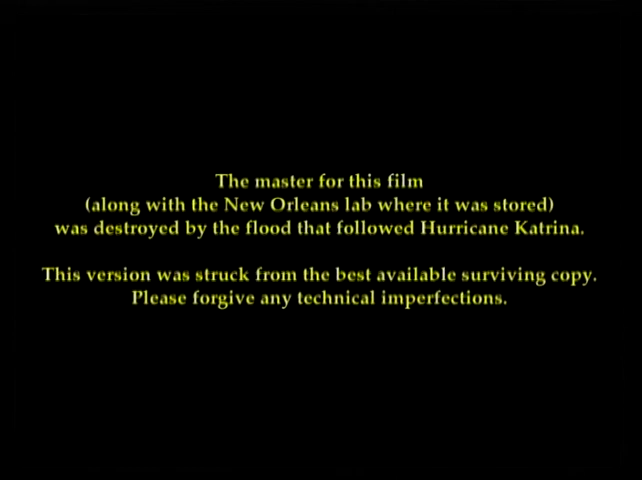 The master for this film
(along with the New Orleans lab where it was stored)
was destroyed by the flood that followed Hurricane Katrina.
This version was struck from the best available surviving copy.
Please forgive any technical imperfections.